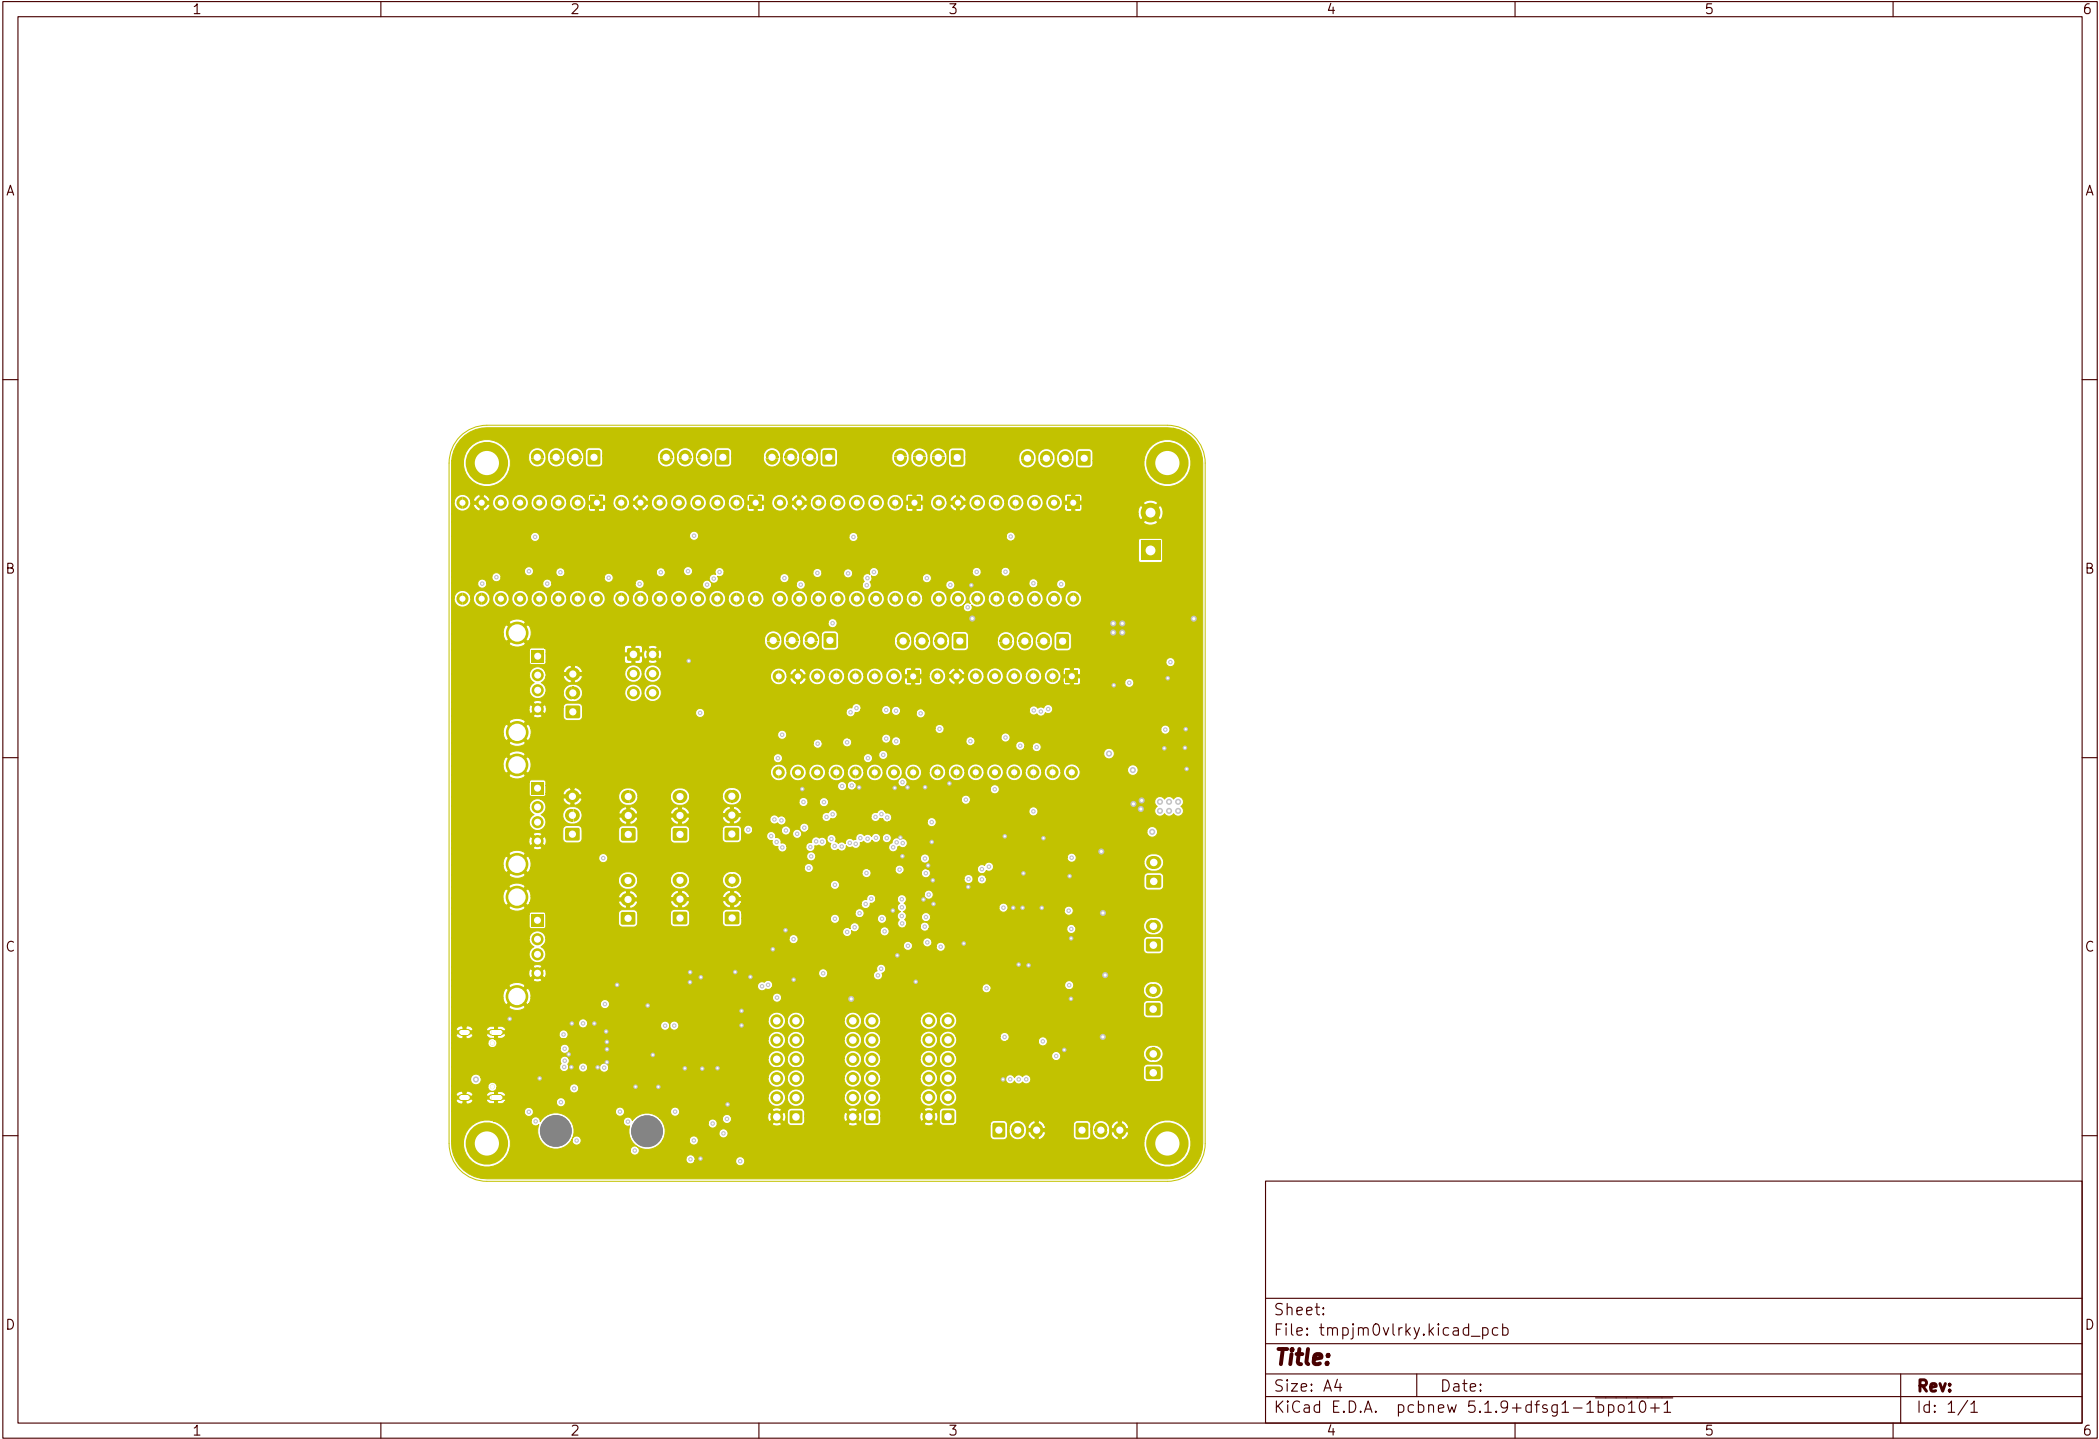 1 2 3 4 5 6
A A
B B
C C
D D
Sheet:
File: tmpjm0vlrky.kicad_pcb
Title:
Size: A4 Date: Rev:
KiCad E.D.A. pcbnew 5.1.9+dfsg1-1bpo10+1 Id: 1/1
1 2 3 4 5 6